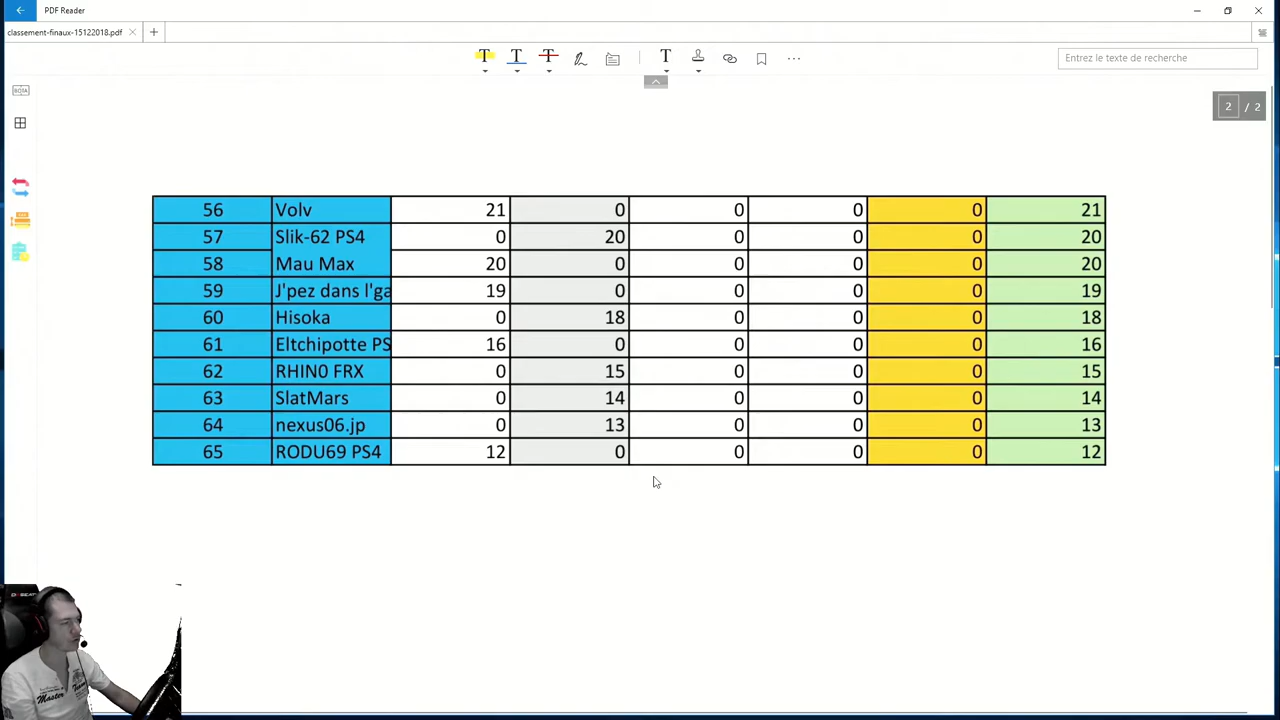 PDF Reader
classement-finaux-15122018.pdf
T T T T
Entrez le texte de recherche
2 / 2
56 Volv 21 0 0 0 0 21
57 Slik-62 PS4 0 20 0 0 0 20
58 Mau Max 20 0 0 0 0 20
59 J'pez dans l'ga 19 0 0 0 0 19
60 Hisoka 0 18 0 0 0 18
61 Eltchipotte PS 16 0 0 0 0 16
62 RHIN0 FRX 0 15 0 0 0 15
63 SlatMars 0 14 0 0 0 14
64 nexus06.jp 0 13 0 0 0 13
65 RODU69 PS4 12 0 0 0 0 12
Master